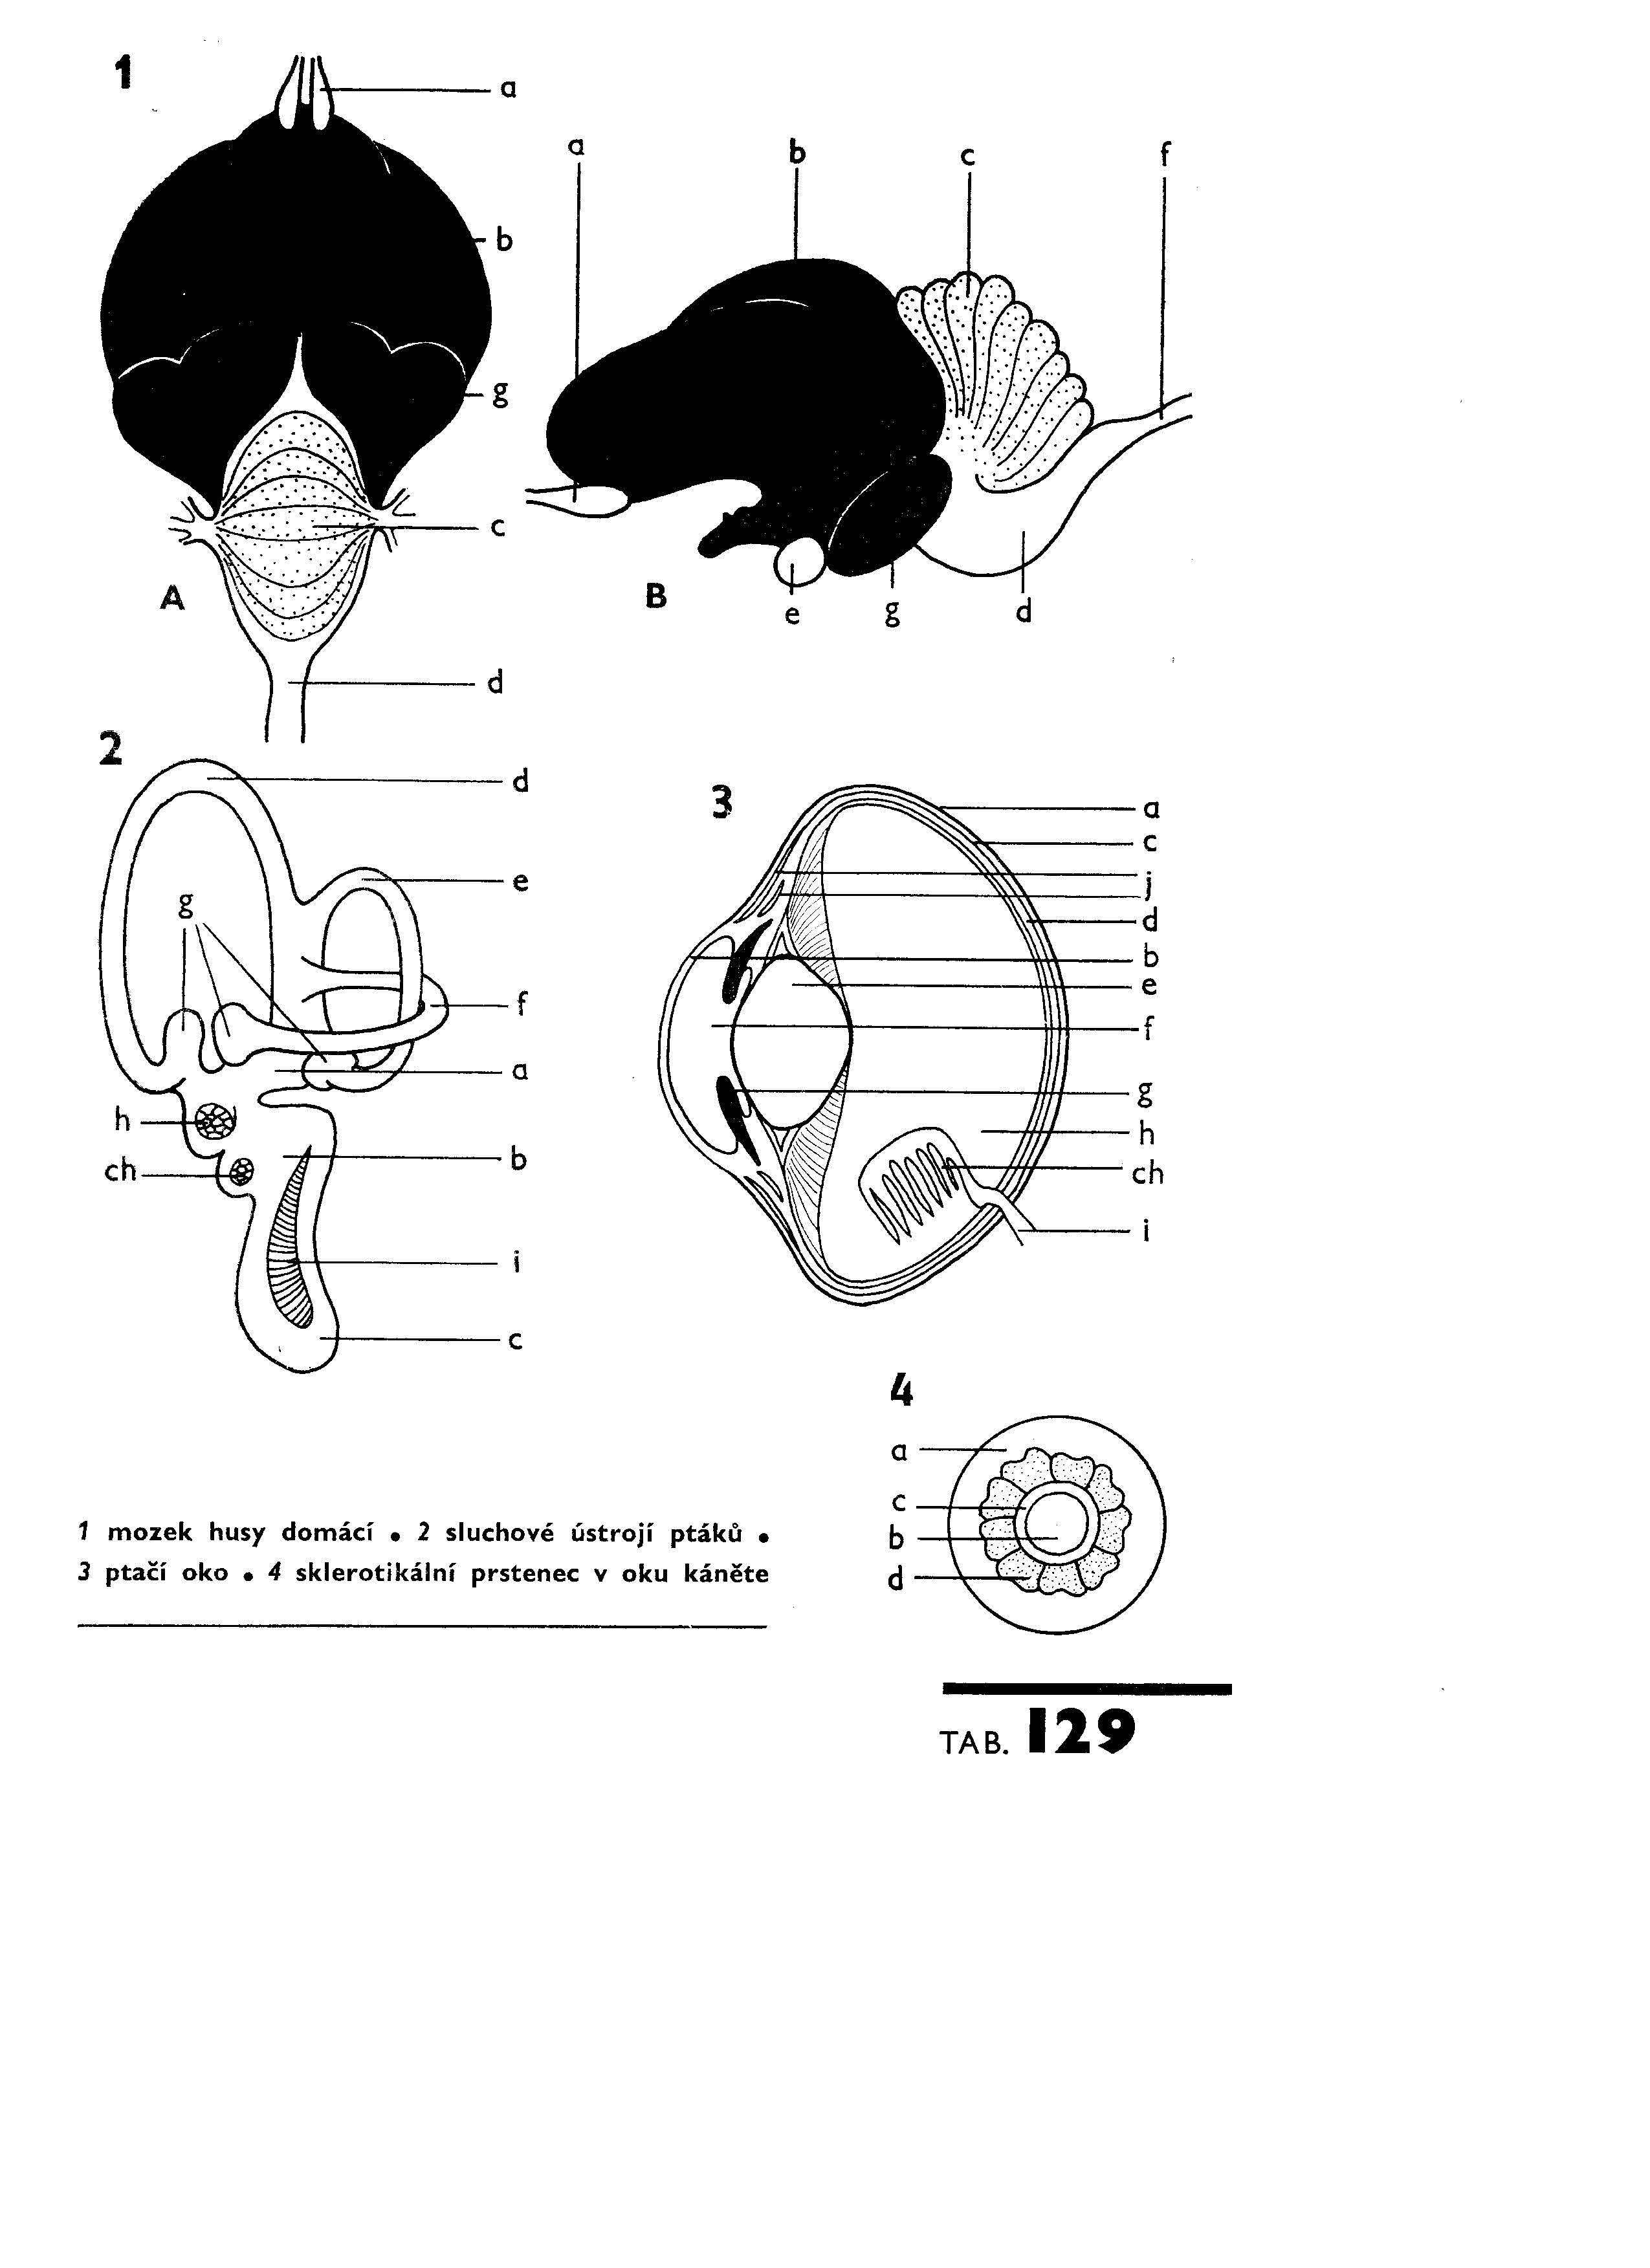 1
a
b
g
c
A
d
a
b
c
f
B
e
g
d
2
d
e
g
f
a
h
b
ch
i
c
3
a
c
j
d
b
e
f
g
h
ch
i
4
a
c
b
d
1 mozek husy domácí • 2 sluchové ústrojí ptáků •
3 ptačí oko • 4 sklerotikální prstenec v oku káněte
TAB. 129